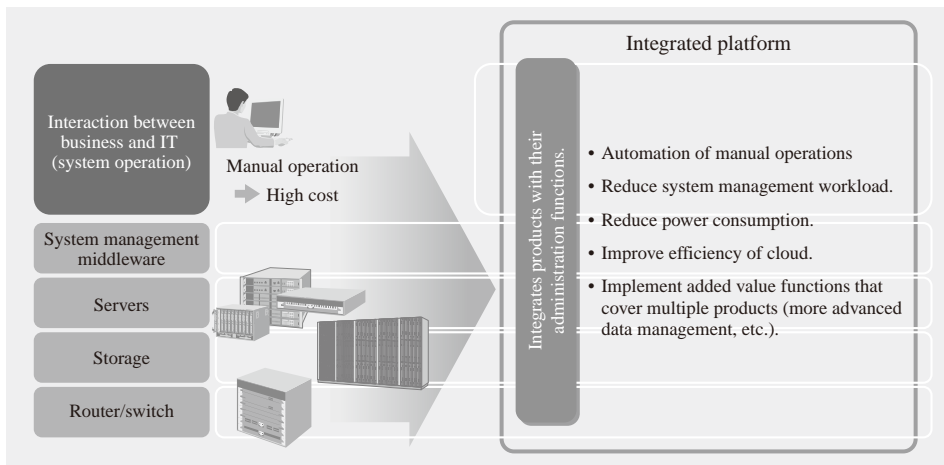 Integrated platform
Interaction between
business and IT
(system operation)
Manual operation
High cost
System management
middleware
Servers
Storage
Router/switch
Integrates products with their
administration functions.
• Automation of manual operations
• Reduce system management workload.
• Reduce power consumption.
• Improve efficiency of cloud.
• Implement added value functions that
cover multiple products (more advanced
data management, etc.).